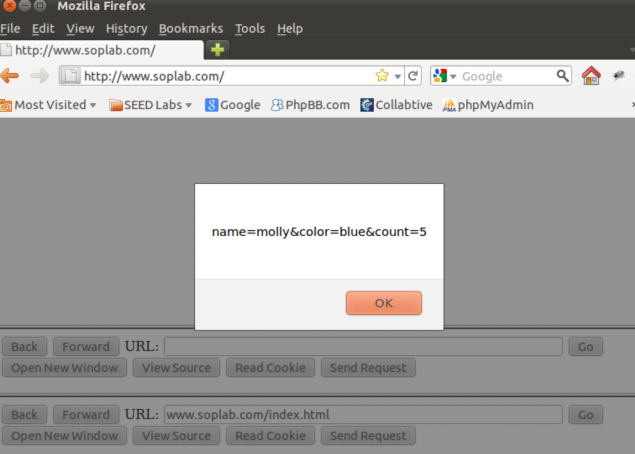 Mozilla Firefox
File Edit View History Bookmarks Tools Help
http://www.soplab.com/
http://www.soplab.com/ Google
Most Visited SEED Labs Google PhpBB.com Collabtive phpMyAdmin
name=molly&color=blue&count=5
OK
Back Forward URL: Go
Open New Window View Source Read Cookie Send Request
Back Forward URL: www.soplab.com/index.html Go
Open New Window View Source Read Cookie Send Request